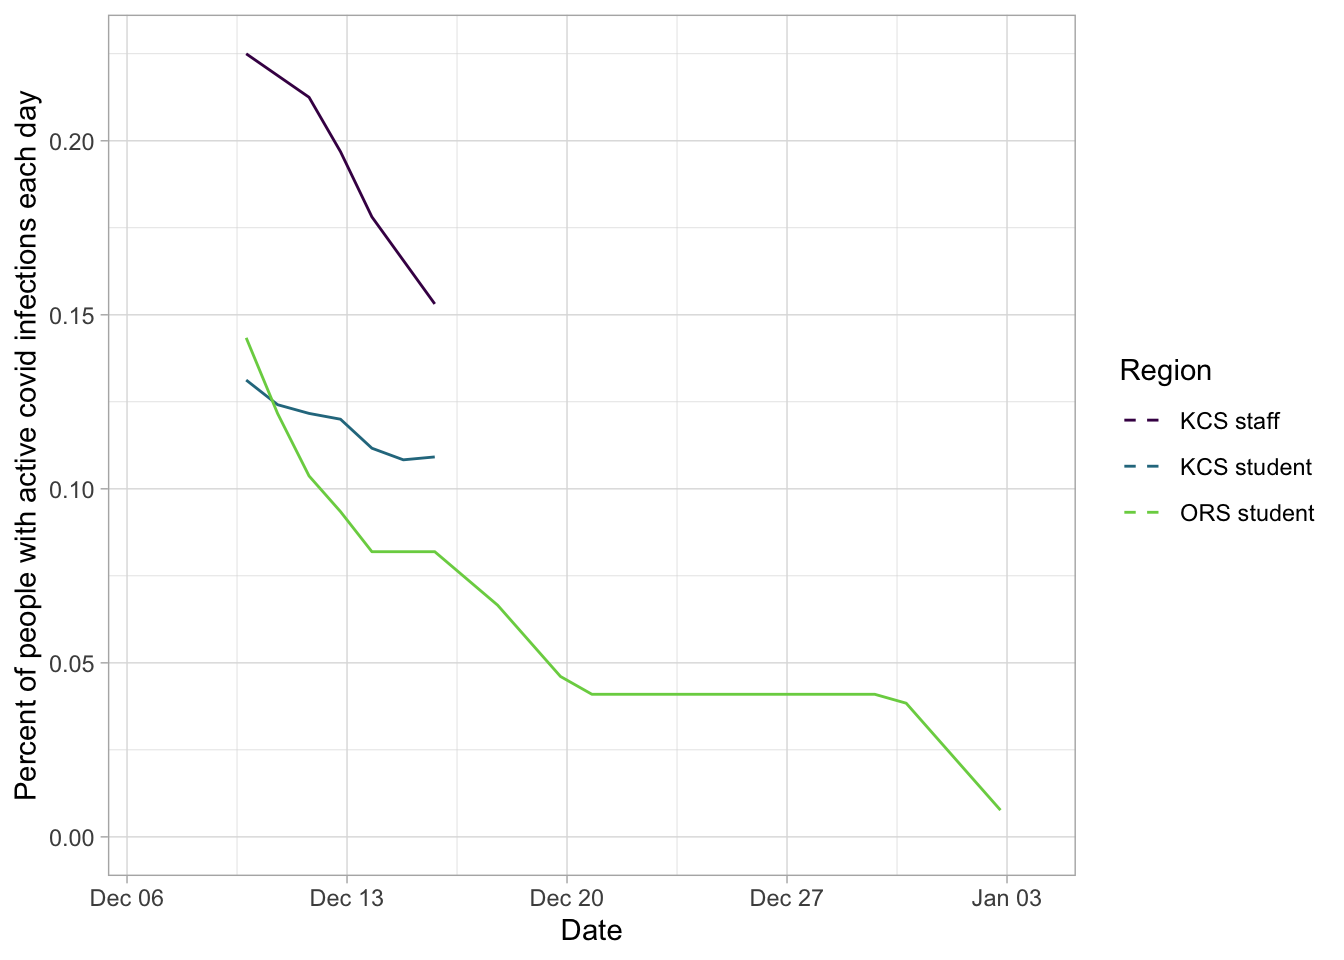 Percent of people with active covid infections each day
0.20
0.15
0.10
0.05
0.00
Dec 06
Dec 13
Dec 20
Dec 27
Jan 03
Date
Region
KCS staff
KCS student
ORS student